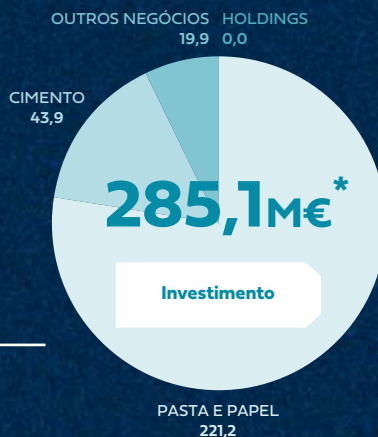 OUTROS NEGÓCIOS
19,9
HOLDINGS
0,0
CIMENTO
43,9
285,1M€*
Investimento
PASTA E PAPEL
221,2